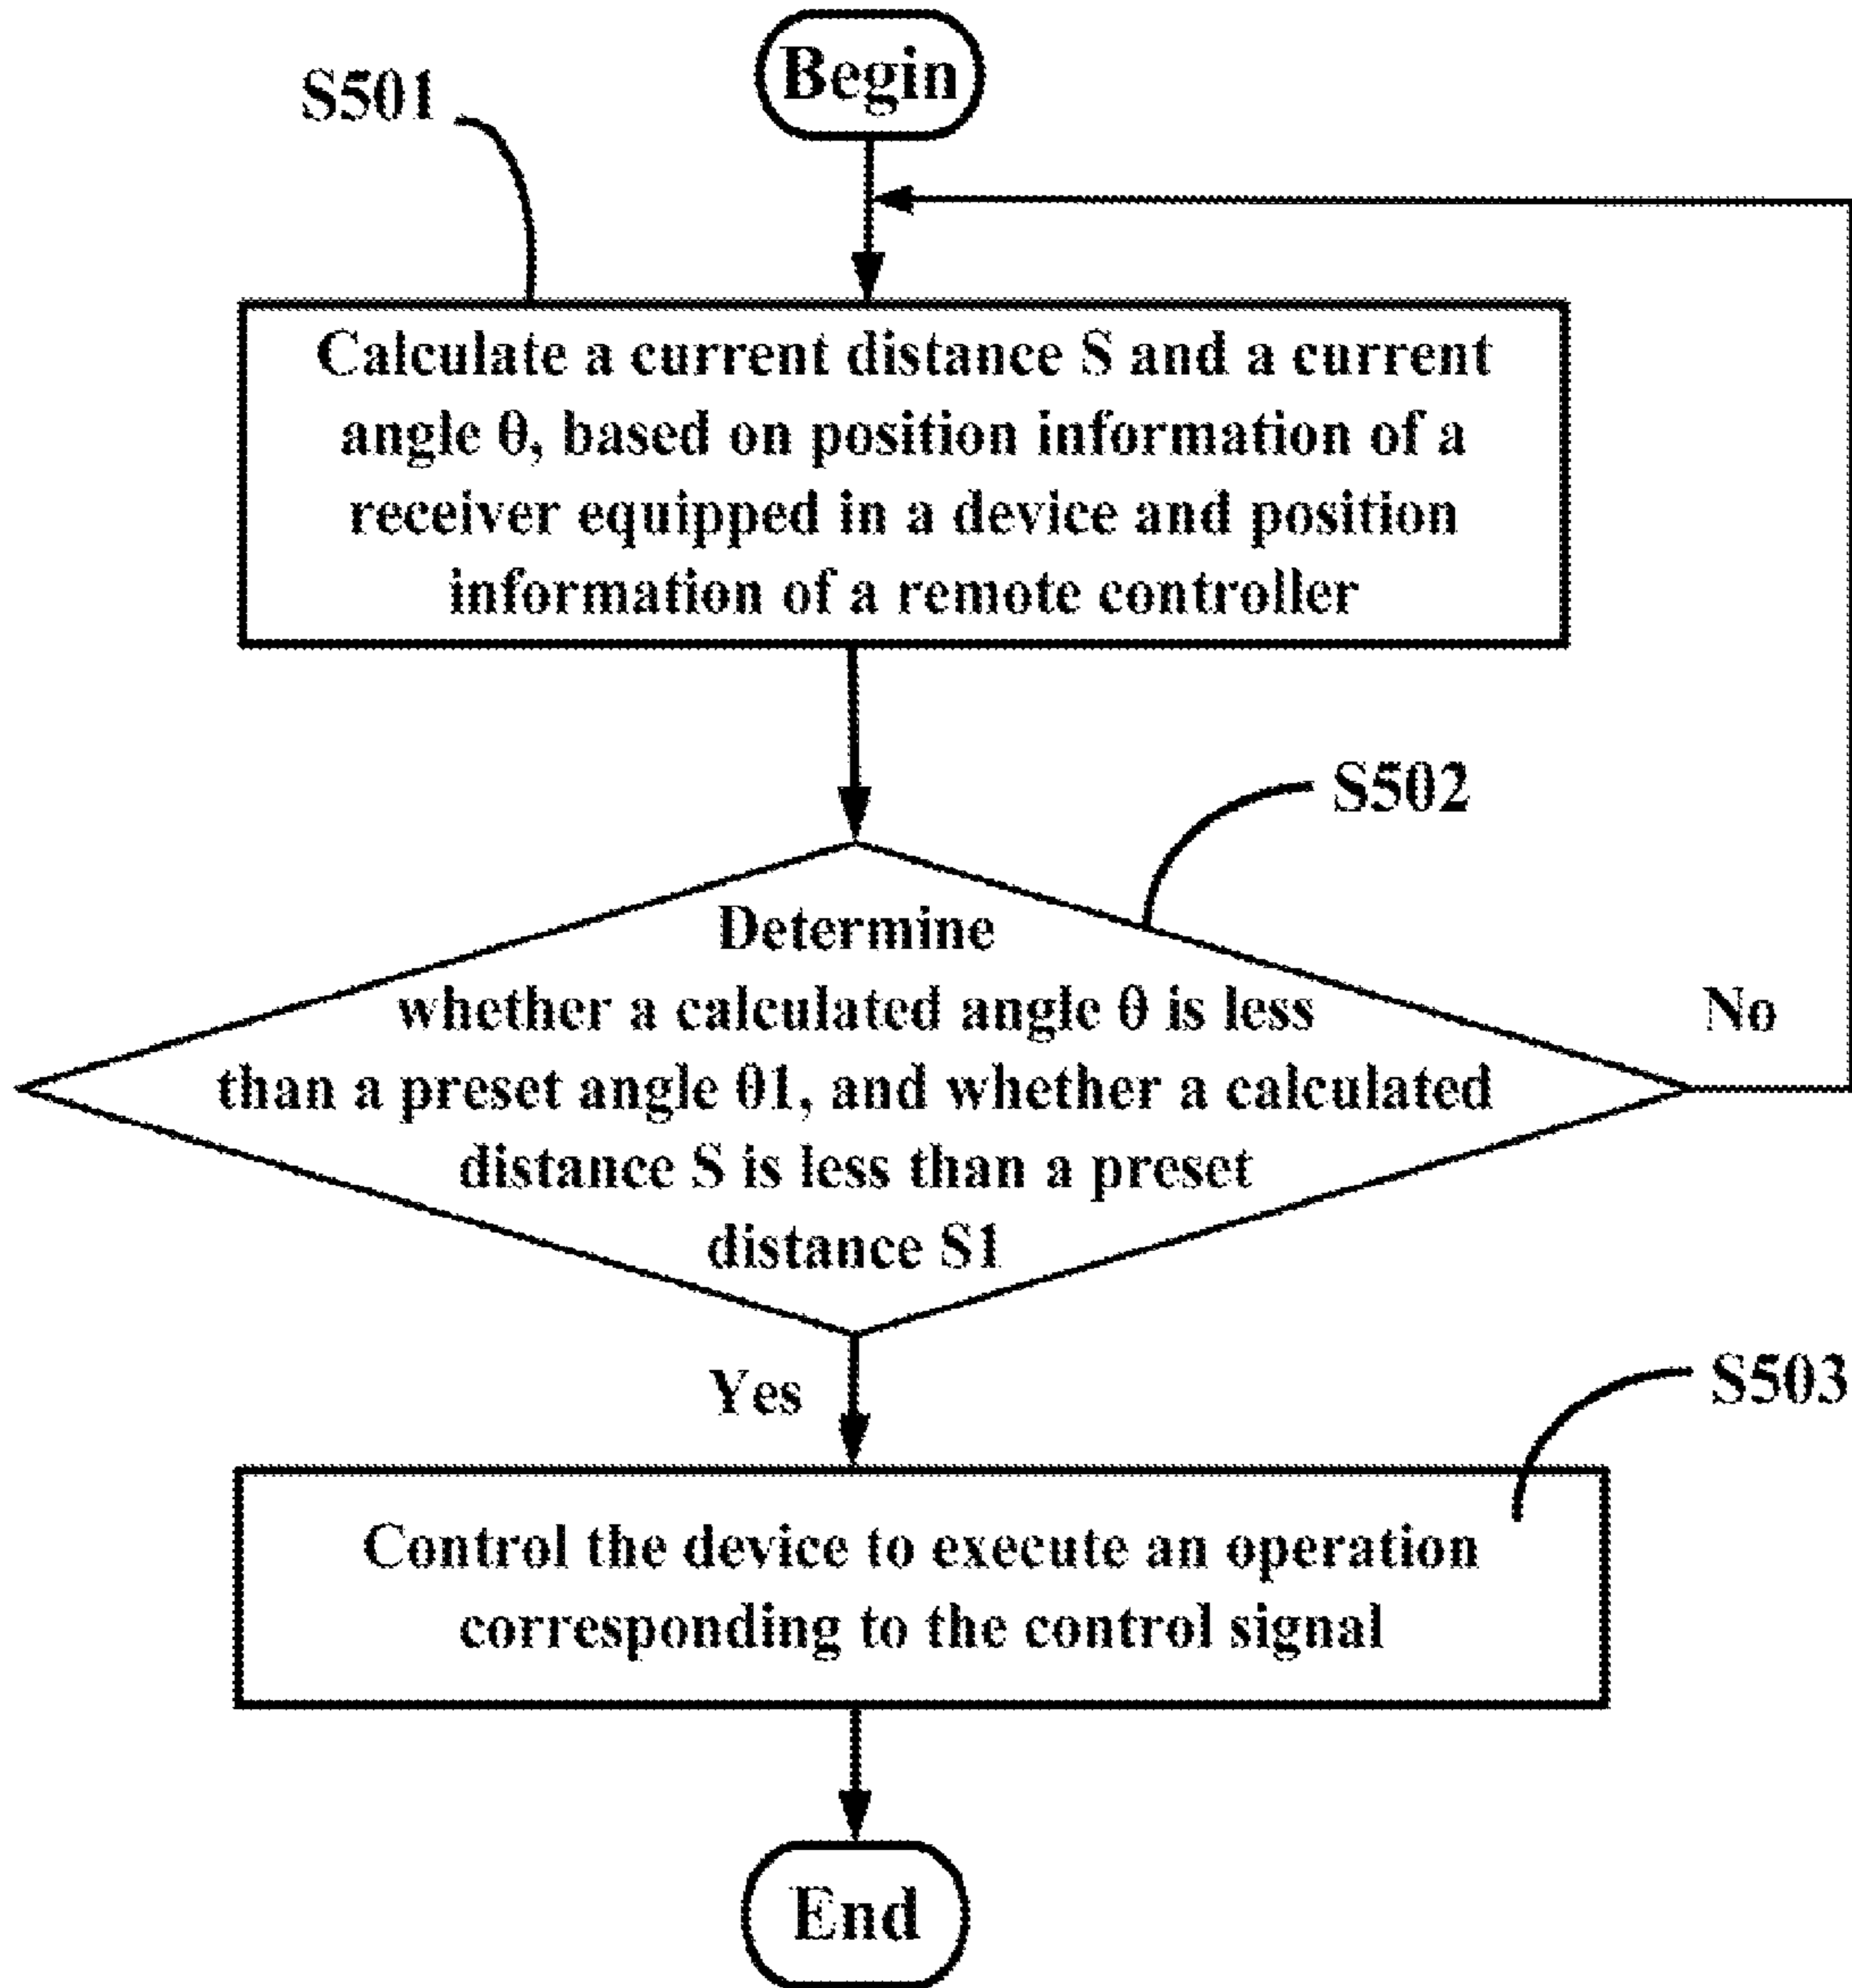 Begin
S501
Calculate a current distance S and a current
angle θ, based on position information of a
receiver equipped in a device and position
information of a remote controller
S502
Determine
whether a calculated angle θ is less
than a preset angle θ1, and whether a calculated
distance S is less than a preset
distance S1
No
Yes
S503
Control the device to execute an operation
corresponding to the control signal
End